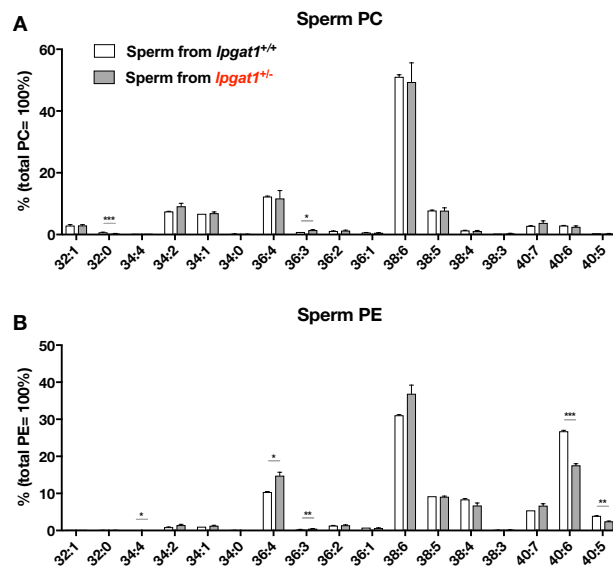 A
Sperm PC
Sperm from lpgat1+/+
Sperm from lpgat1+/-
% (total PC= 100%)
60
40
20
0
***
*
32:1 32:0 34:4 34:2 34:1 34:0 36:4 36:3 36:2 36:1 38:6 38:5 38:4 38:3 40:7 40:6 40:5
B
Sperm PE
% (total PE= 100%)
50
40
30
20
10
0
*
*
**
***
**
32:1 32:0 34:4 34:2 34:1 34:0 36:4 36:3 36:2 36:1 38:6 38:5 38:4 38:3 40:7 40:6 40:5